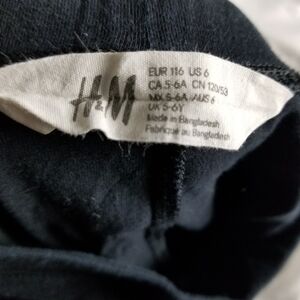 H&M
EUR 116 US 6
CA 5-6A CN 120/53
MX 5-6A/AUS 6
UK 5-6Y
Made in Bangladesh
Fabriqué au Bangladesh